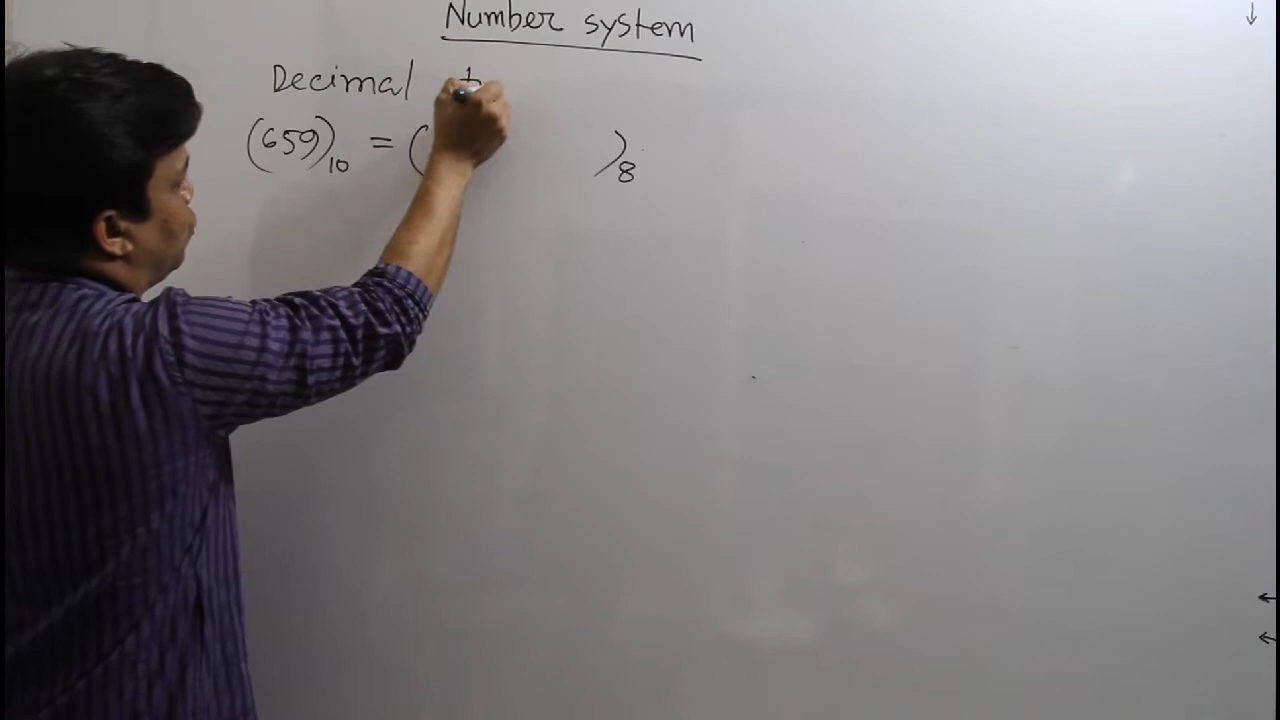 Number system
Decimal t
(659)10 = ( )8